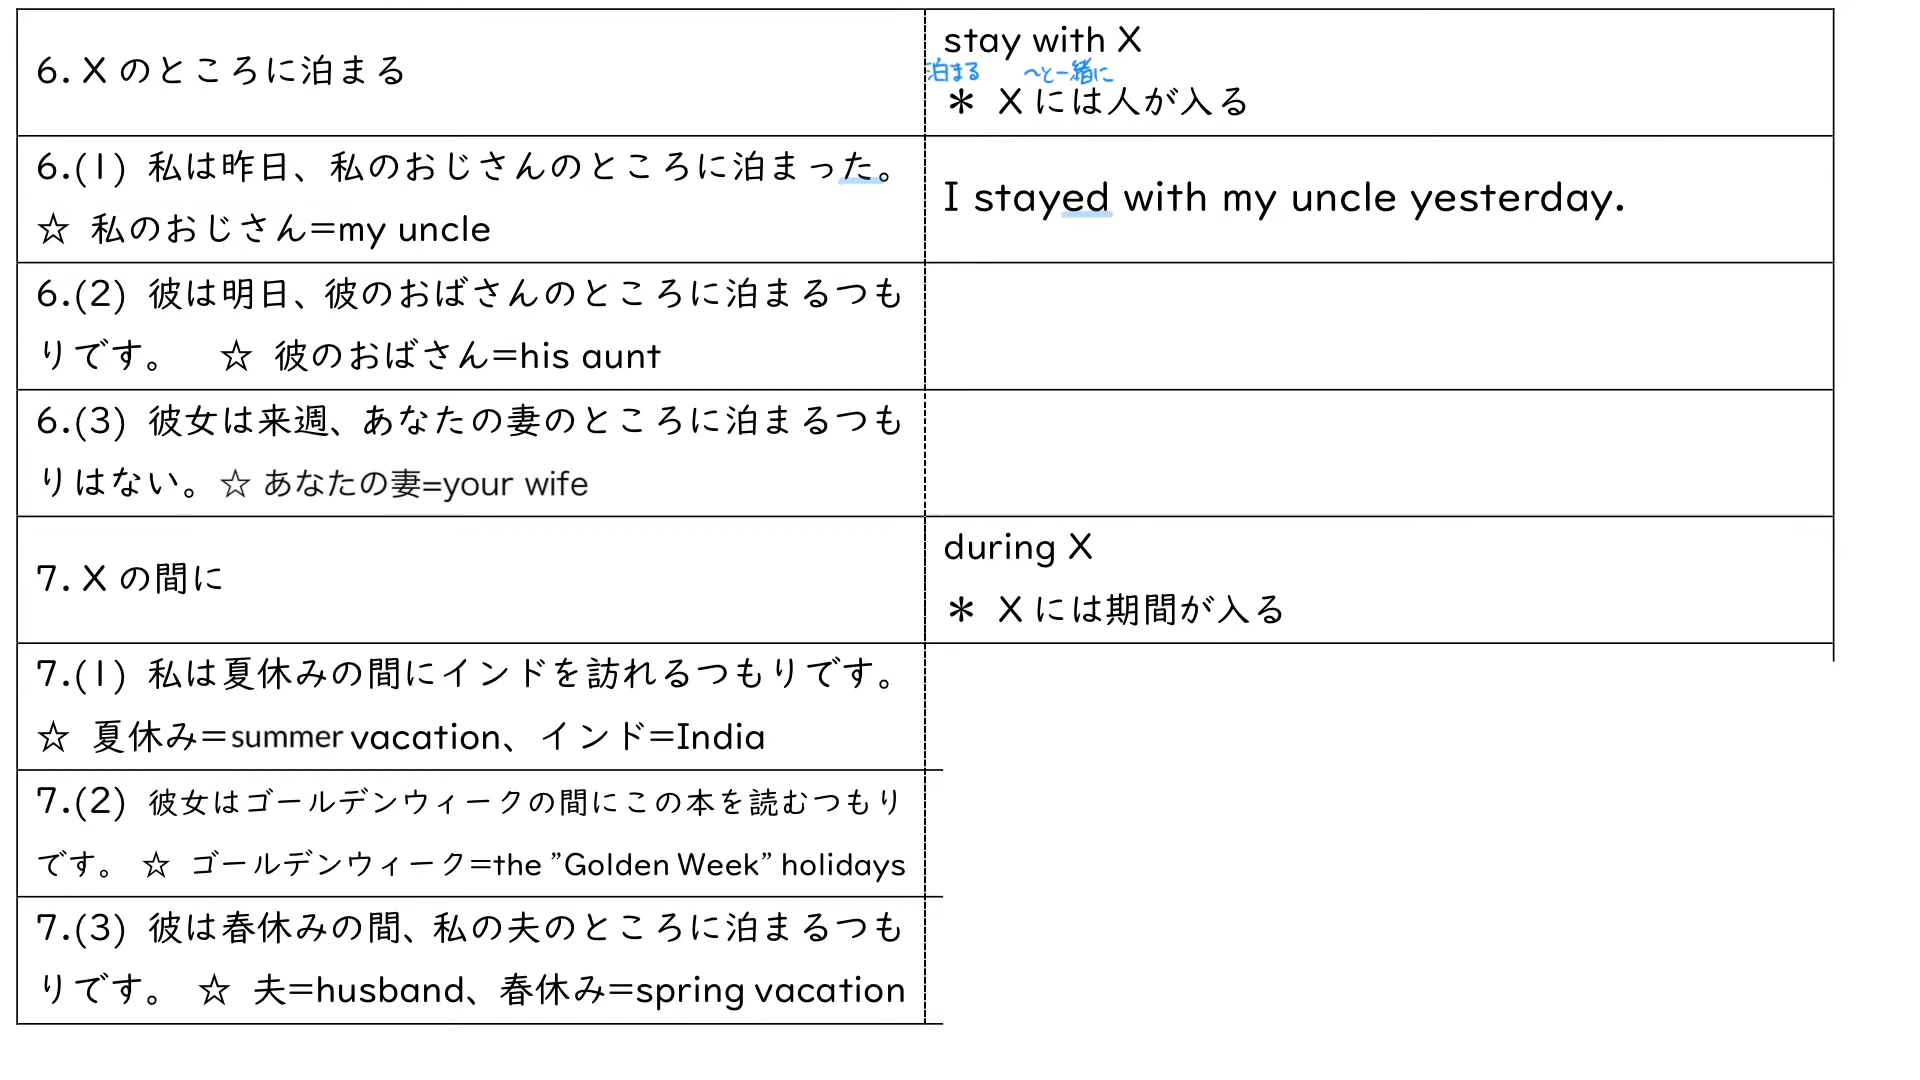 6. X のところに泊まる
stay with X
泊まる ~と一緒に
＊ X には人が入る
6.(1) 私は昨日、私のおじさんのところに泊まった。
☆ 私のおじさん=my uncle
I stayed with my uncle yesterday.
6.(2) 彼は明日、彼のおばさんのところに泊まるつも
りです。 ☆ 彼のおばさん=his aunt
6.(3) 彼女は来週、あなたの妻のところに泊まるつも
りはない。☆ あなたの妻=your wife
7. X の間に
during X
＊ X には期間が入る
7.(1) 私は夏休みの間にインドを訪れるつもりです。
☆ 夏休み=summer vacation、インド=India
7.(2) 彼女はゴールデンウィークの間にこの本を読むつもり
です。 ☆ ゴールデンウィーク=the ”Golden Week” holidays
7.(3) 彼は春休みの間、私の夫のところに泊まるつも
りです。 ☆ 夫=husband、春休み=spring vacation